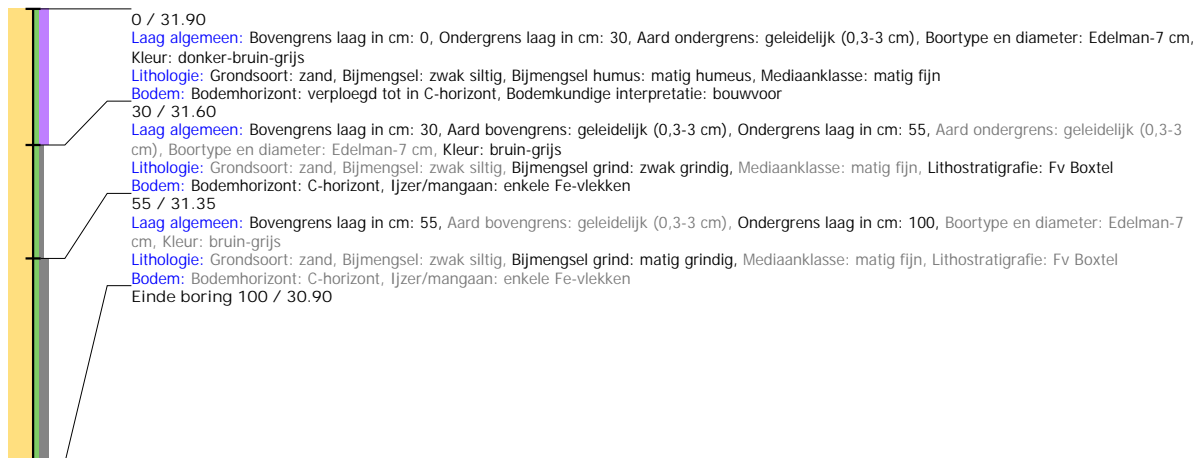 0 / 31.90
Laag algemeen: Bovengrens laag in cm: 0, Ondergrens laag in cm: 30, Aard ondergrens: geleidelijk (0,3-3 cm), Boortype en diameter: Edelman-7 cm,
Kleur: donker-bruin-grijs
Lithologie: Grondsoort: zand, Bijmengsel: zwak siltig, Bijmengsel humus: matig humeus, Mediaanklasse: matig fijn
Bodem: Bodemhorizont: verploegd tot in C-horizont, Bodemkundige interpretatie: bouwvoor
30 / 31.60
Laag algemeen: Bovengrens laag in cm: 30, Aard bovengrens: geleidelijk (0,3-3 cm), Ondergrens laag in cm: 55, Aard ondergrens: geleidelijk (0,3-3
cm), Boortype en diameter: Edelman-7 cm, Kleur: bruin-grijs
Lithologie: Grondsoort: zand, Bijmengsel: zwak siltig, Bijmengsel grind: zwak grindig, Mediaanklasse: matig fijn, Lithostratigrafie: Fv Boxtel
Bodem: Bodemhorizont: C-horizont, Ijzer/mangaan: enkele Fe-vlekken
55 / 31.35
Laag algemeen: Bovengrens laag in cm: 55, Aard bovengrens: geleidelijk (0,3-3 cm), Ondergrens laag in cm: 100, Boortype en diameter: Edelman-7
cm, Kleur: bruin-grijs
Lithologie: Grondsoort: zand, Bijmengsel: zwak siltig, Bijmengsel grind: matig grindig, Mediaanklasse: matig fijn, Lithostratigrafie: Fv Boxtel
Bodem: Bodemhorizont: C-horizont, Ijzer/mangaan: enkele Fe-vlekken
Einde boring 100 / 30.90